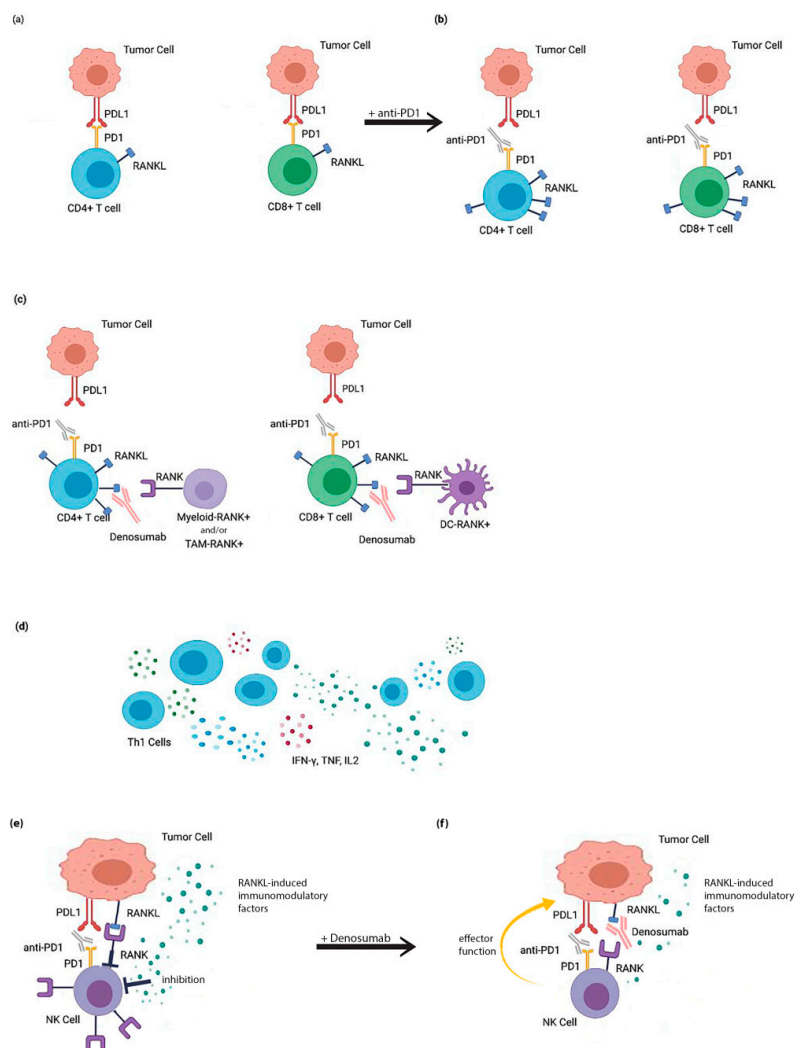 (a)
Tumor Cell
PDL1
PD1
RANKL
CD4+ T cell
Tumor Cell
PDL1
PD1
RANKL
CD8+ T cell
+ anti-PD1
(b)
Tumor Cell
PDL1
anti-PD1
PD1
RANKL
CD4+ T cell
Tumor Cell
PDL1
anti-PD1
PD1
RANKL
CD8+ T cell
(c)
Tumor Cell
PDL1
anti-PD1
PD1
RANKL
RANK
CD4+ T cell
Denosumab
Myeloid-RANK+
and/or
TAM-RANK+
Tumor Cell
PDL1
anti-PD1
PD1
RANKL
RANK
CD8+ T cell
Denosumab
DC-RANK+
(d)
Th1 Cells
IFN-γ, TNF, IL2
(e)
Tumor Cell
PDL1
RANKL
RANKL-induced
immunomodulatory
factors
anti-PD1
RANK
PD1
inhibition
NK Cell
+ Denosumab
(f)
Tumor Cell
PDL1
RANKL
RANKL-induced
immunomodulatory
factors
Denosumab
effector
function
anti-PD1
RANK
PD1
NK Cell